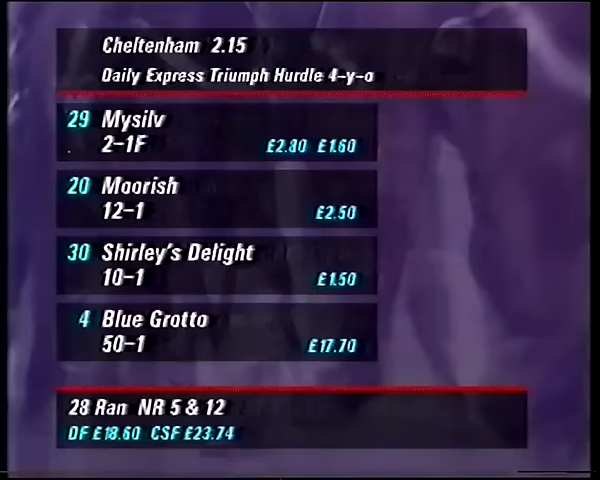 Cheltenham 2.15
Daily Express Triumph Hurdle 4-y-o
29 Mysilv
2-1F £2.80 £1.60
20 Moorish
12-1 £2.50
30 Shirley's Delight
10-1 £1.50
4 Blue Grotto
50-1 £17.70
28 Ran NR 5 & 12
DF £18.60 CSF £23.74